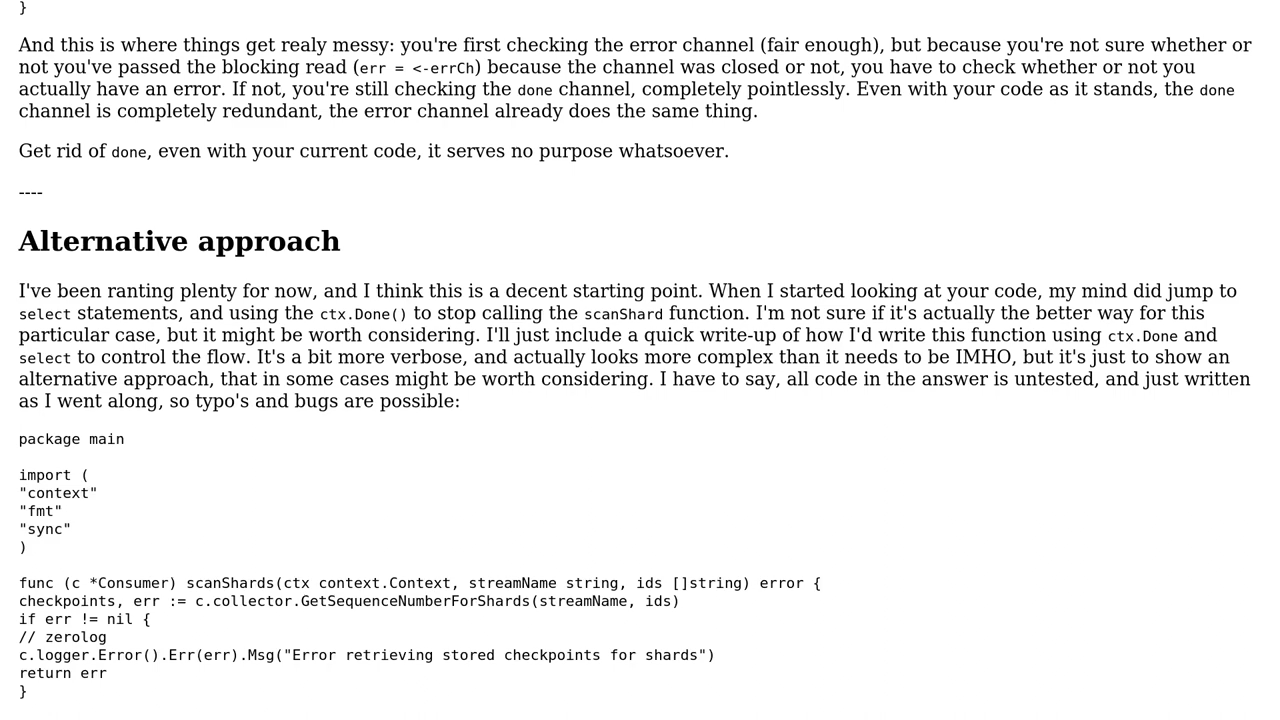 }
And this is where things get realy messy: you're first checking the error channel (fair enough), but because you're not sure whether or
not you've passed the blocking read (err = <-errCh) because the channel was closed or not, you have to check whether or not you
actually have an error. If not, you're still checking the done channel, completely pointlessly. Even with your code as it stands, the done
channel is completely redundant, the error channel already does the same thing.
Get rid of done, even with your current code, it serves no purpose whatsoever.
----
Alternative approach
I've been ranting plenty for now, and I think this is a decent starting point. When I started looking at your code, my mind did jump to
select statements, and using the ctx.Done() to stop calling the scanShard function. I'm not sure if it's actually the better way for this
particular case, but it might be worth considering. I'll just include a quick write-up of how I'd write this function using ctx.Done and
select to control the flow. It's a bit more verbose, and actually looks more complex than it needs to be IMHO, but it's just to show an
alternative approach, that in some cases might be worth considering. I have to say, all code in the answer is untested, and just written
as I went along, so typo's and bugs are possible:
package main
import (
"context"
"fmt"
"sync"
)
func (c *Consumer) scanShards(ctx context.Context, streamName string, ids []string) error {
checkpoints, err := c.collector.GetSequenceNumberForShards(streamName, ids)
if err != nil {
// zerolog
c.logger.Error().Err(err).Msg("Error retrieving stored checkpoints for shards")
return err
}